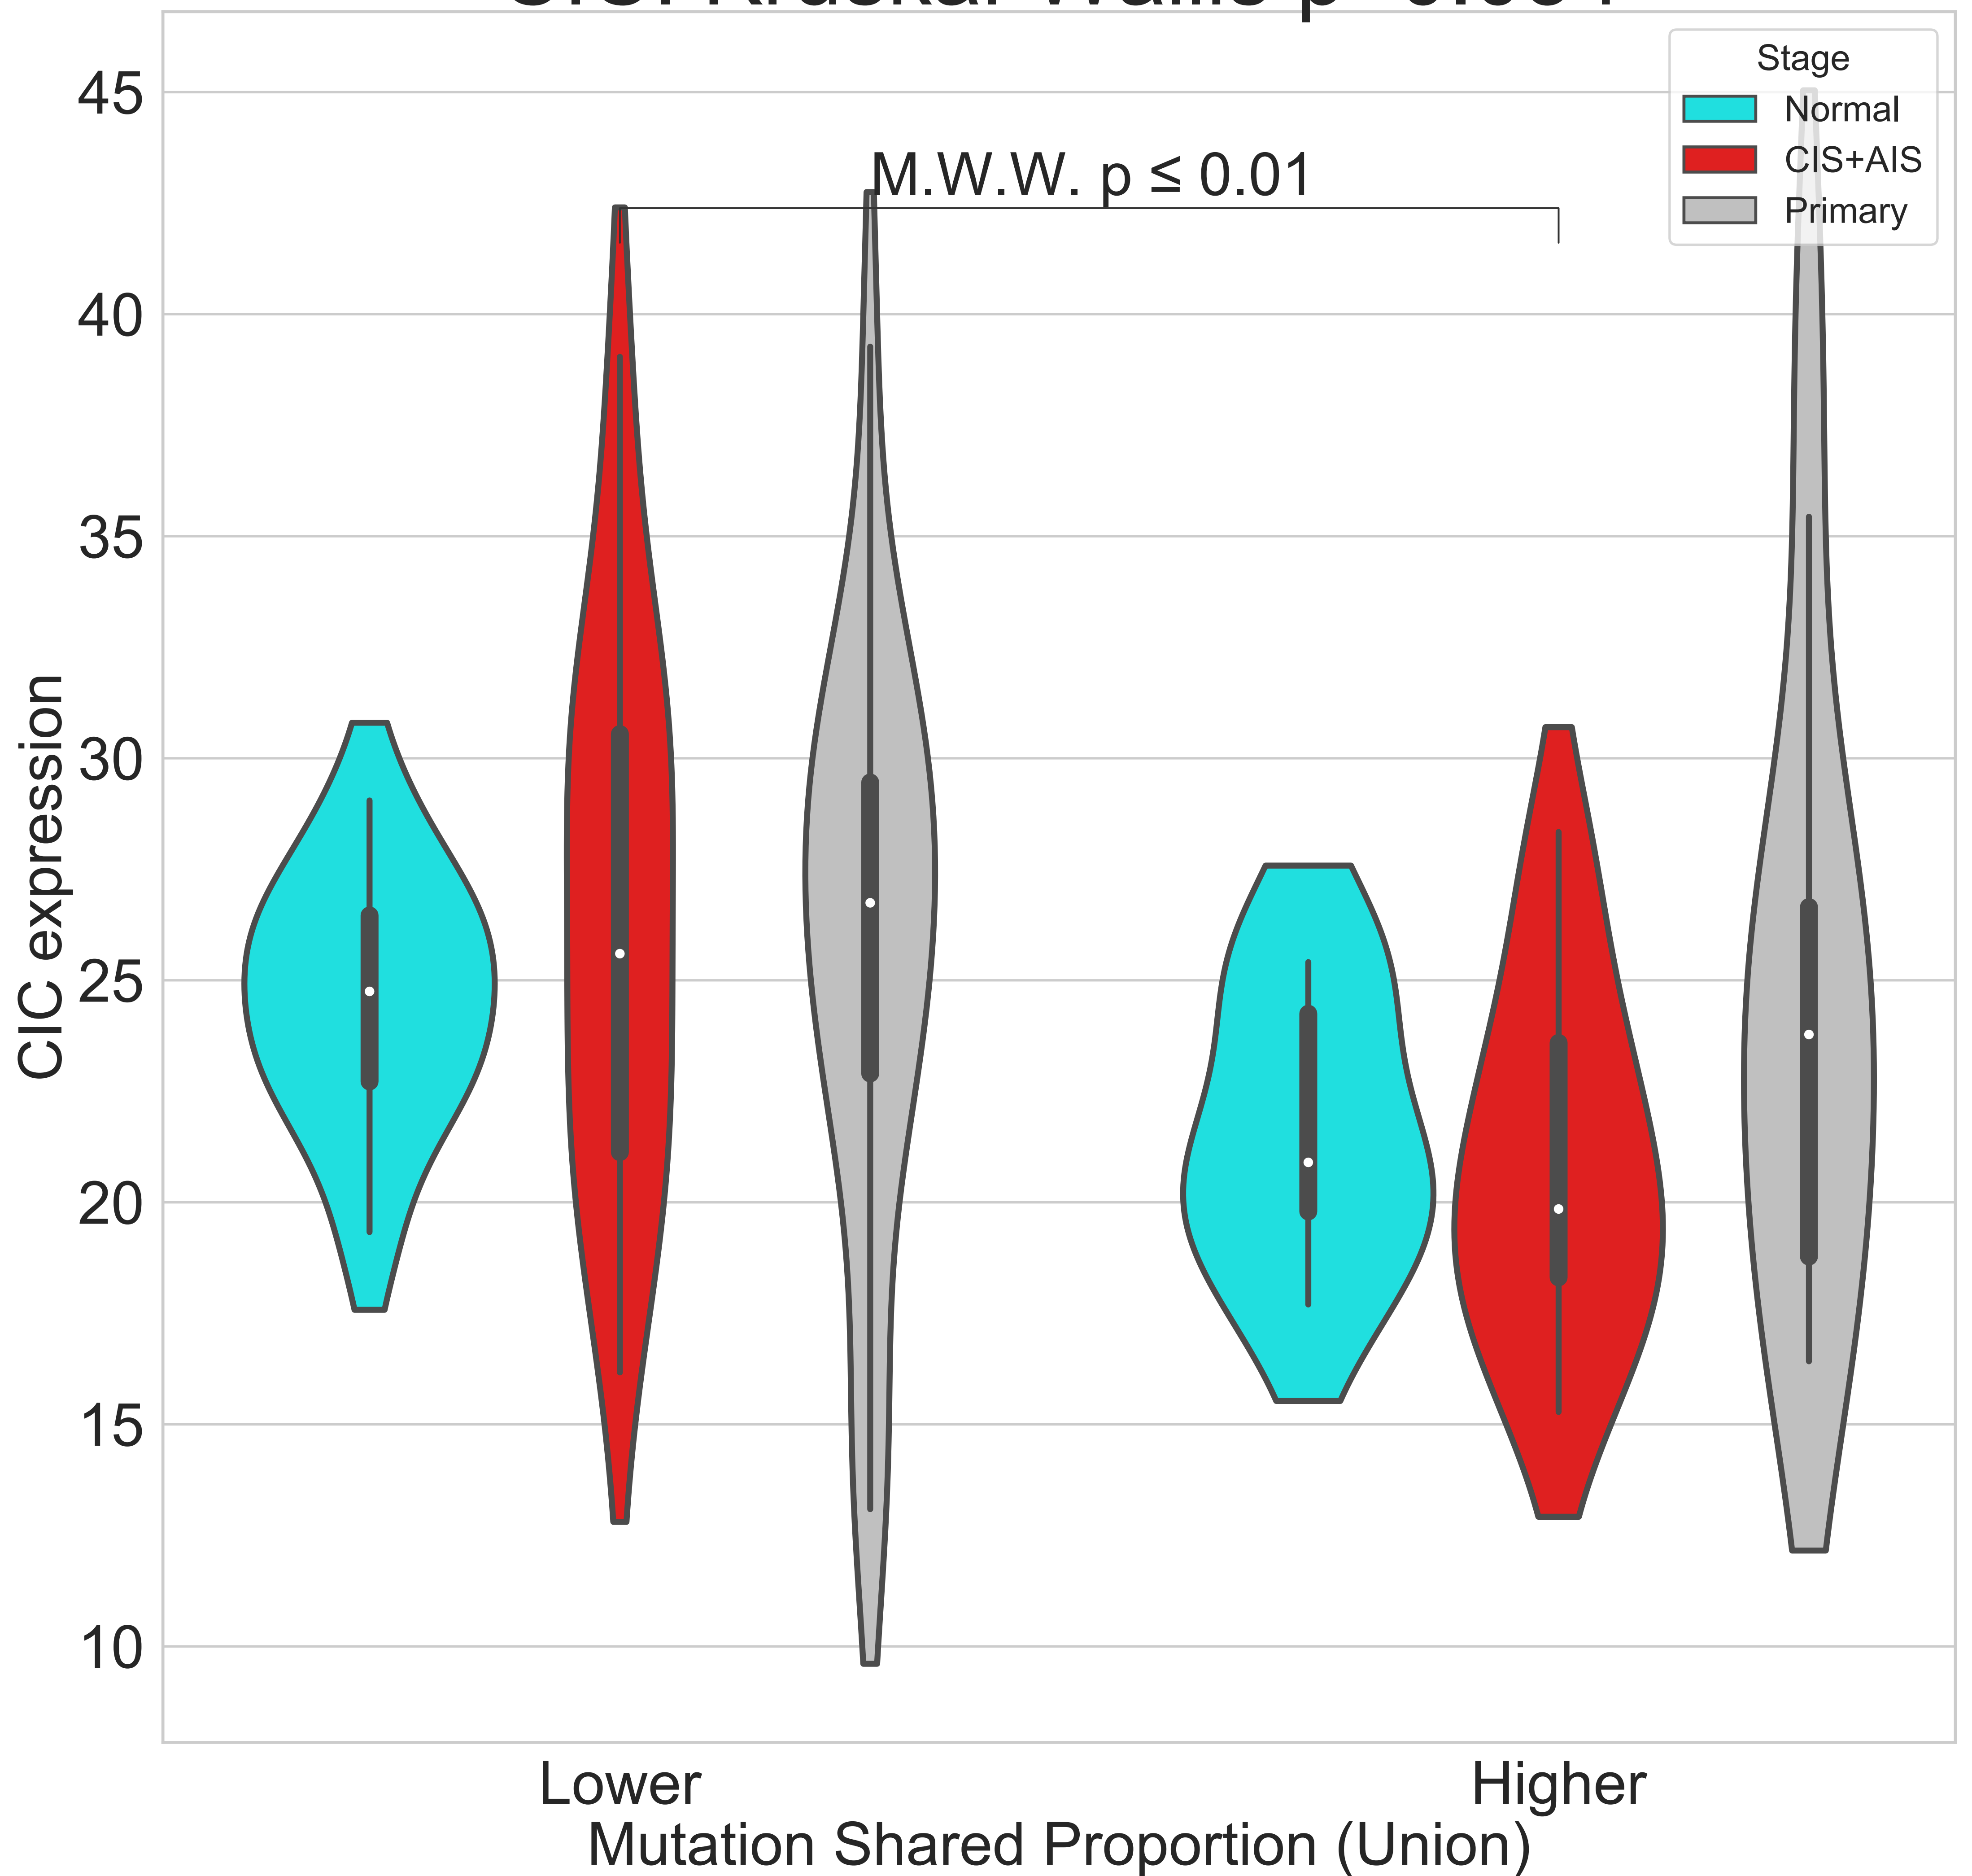 Stage
Normal
CIS+AIS
Primary
M.W.W. p ≤ 0.01
45
40
35
30
25
20
15
10
CIC expression
Lower
Higher
Mutation Shared Proportion (Union)